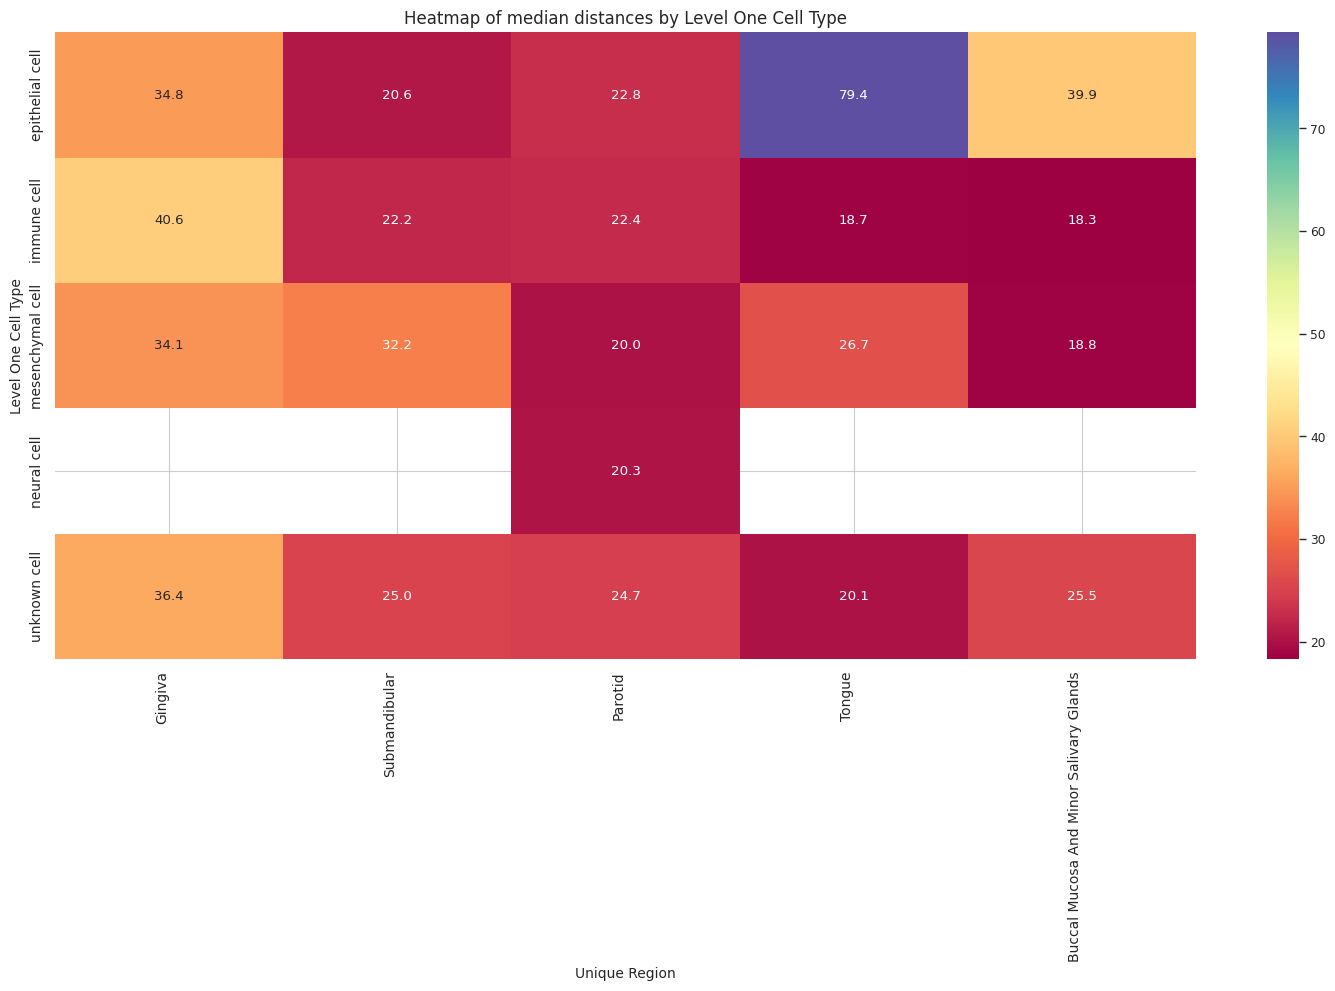 Heatmap of median distances by Level One Cell Type
Level One Cell Type
epithelial cell
34.8 20.6 22.8 79.4 39.9
immune cell
40.6 22.2 22.4 18.7 18.3
mesenchymal cell
34.1 32.2 20.0 26.7 18.8
neural cell
20.3
unknown cell
36.4 25.0 24.7 20.1 25.5
Gingiva
Submandibular
Parotid
Tongue
Buccal Mucosa And Minor Salivary Glands
Unique Region
70
60
50
40
30
20